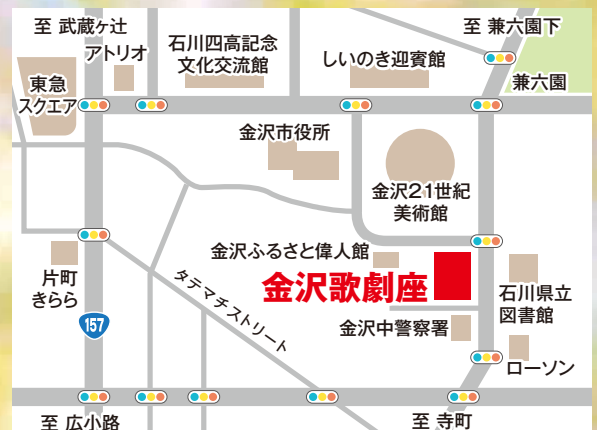 至 武蔵ヶ辻
アトリオ
石川四高記念
文化交流館
しいのき迎賓館
至 兼六園下
兼六園
東急
スクエア
金沢市役所
金沢21世紀
美術館
金沢ふるさと偉人館
金沢歌劇座
片町
きらら
タテマチストリート
石川県立
図書館
157
金沢中警察署
ローソン
至 広小路
至 寺町